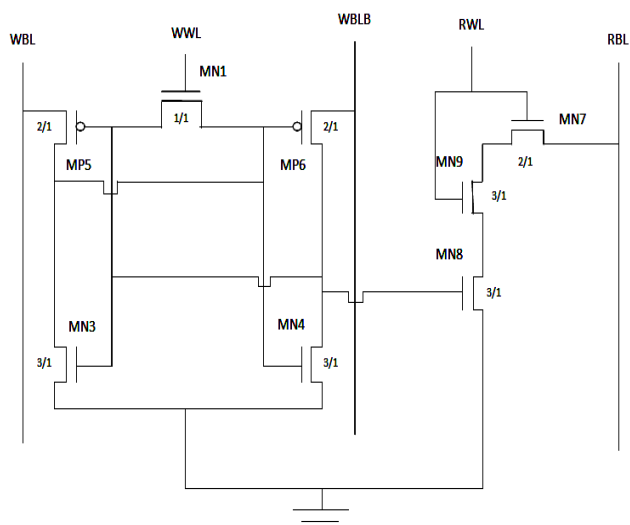 WBL
WWL
WBLB
RWL
RBL
MN1
MN7
2/1
1/1
2/1
MP5
MP6
MN9
2/1
3/1
MN8
3/1
MN3
MN4
3/1
3/1